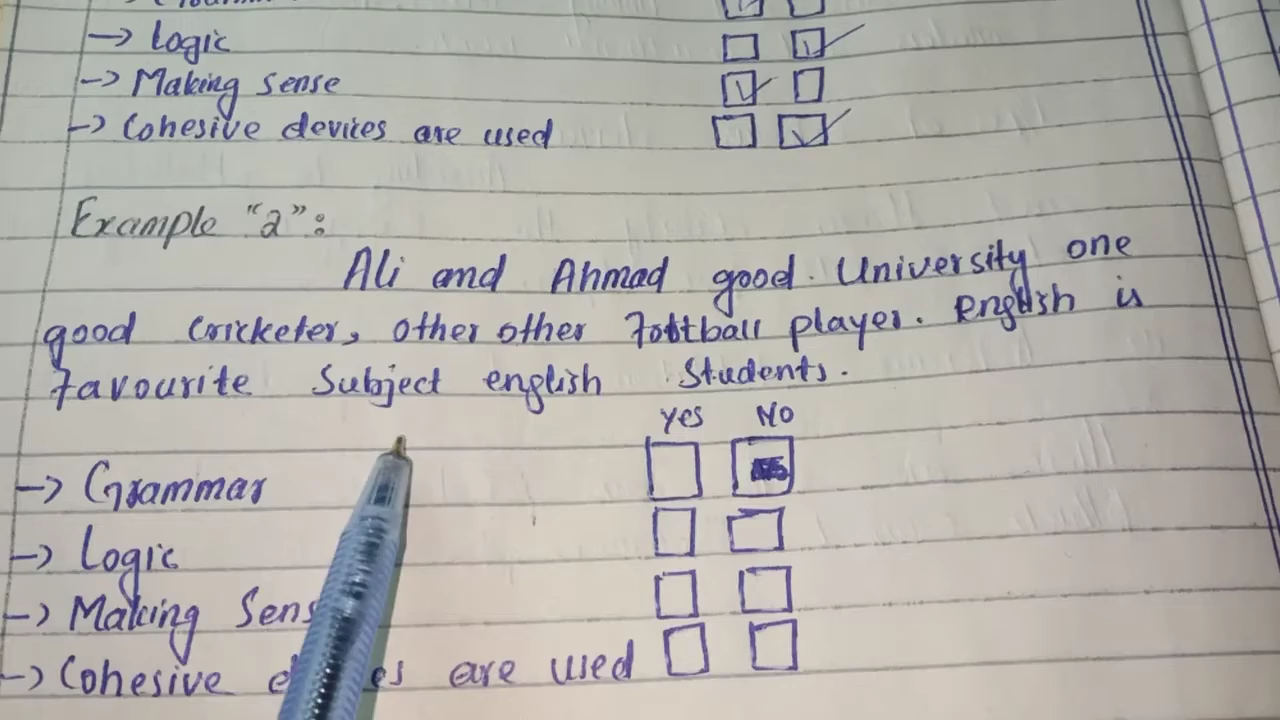 → Logic
→ Making sense
→ Cohesive devices are used
Example "2":
Ali and Ahmad good. University one
good cricketer, other other football player. english is
favourite subject english students.
Yes No
→ Grammar
→ Logic
→ Making Sens
→ Cohesive d es are used